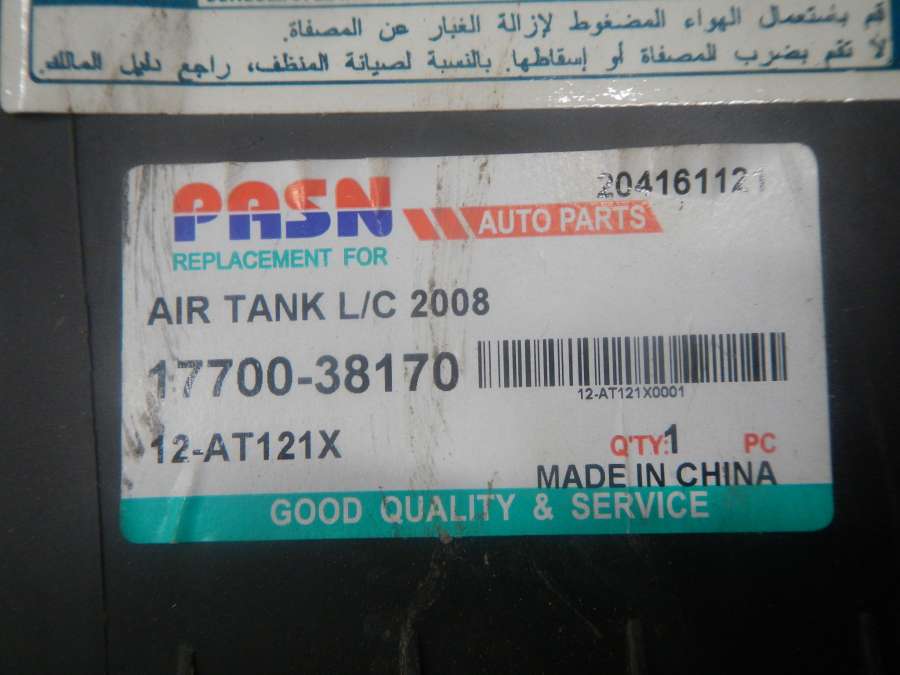 قم بإستعمال الهواء المضغوط لإزالة الغبار عن المصفاة.
لا تقم بضرب المصفاة أو إسقاطها. بالنسبة لصيانة المنظف، راجع دليل المالك.
PASN AUTO PARTS 204161121
REPLACEMENT FOR
AIR TANK L/C 2008
17700-38170
12-AT121X0001
12-AT121X Q'TY:1 PC
MADE IN CHINA
GOOD QUALITY & SERVICE